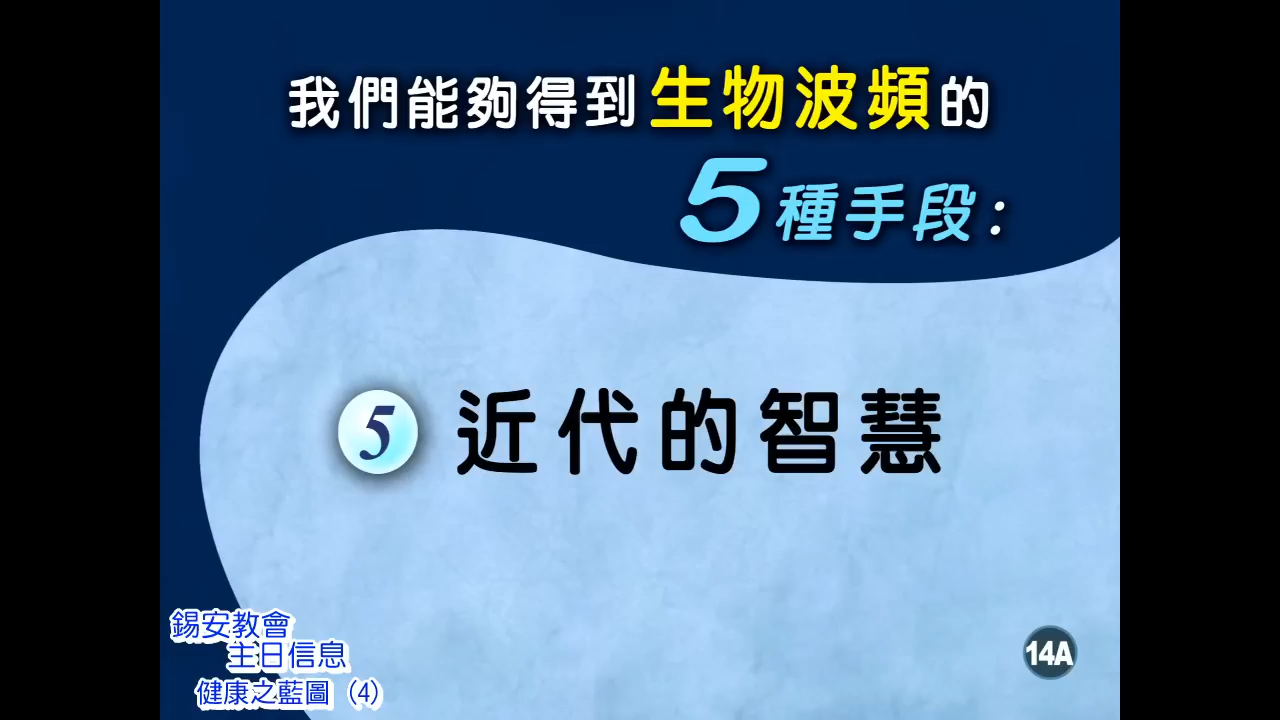 我們能夠得到生物波頻的
5種手段:
5 近代的智慧
錫安教會
主日信息
健康之藍圖 (4)
14A